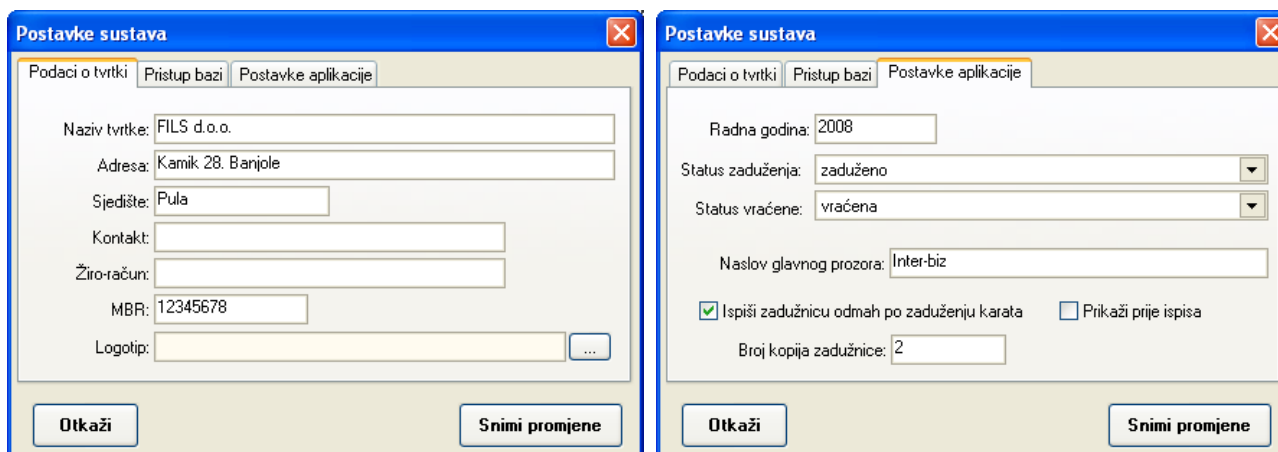 Postavke sustava
Podaci o tvrtki Pristup bazi Postavke aplikacije
Naziv tvrtke: FILS d.o.o.
Adresa: Kamik 28. Banjole
Sjedište: Pula
Kontakt:
Žiro-račun:
MBR: 12345678
Logotip: ...
Otkaži Snimi promjene
Postavke sustava
Podaci o tvrtki Pristup bazi Postavke aplikacije
Radna godina: 2008
Status zaduženja: zaduženo
Status vraćene: vraćena
Naslov glavnog prozora: Inter-biz
Ispiši zadužnicu odmah po zaduženju karata Prikaži prije ispisa
Broj kopija zadužnice: 2
Otkaži Snimi promjene